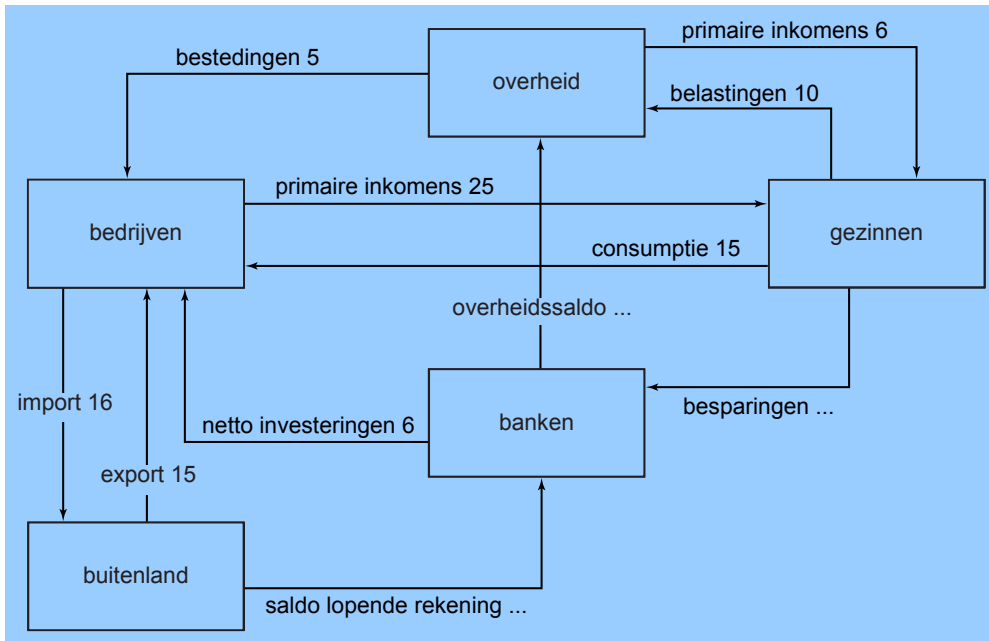 primaire inkomens 6
bestedingen 5
overheid
belastingen 10
primaire inkomens 25
bedrijven
gezinnen
consumptie 15
overheidssaldo ...
import 16
netto investeringen 6
banken
besparingen ...
export 15
buitenland
saldo lopende rekening ...